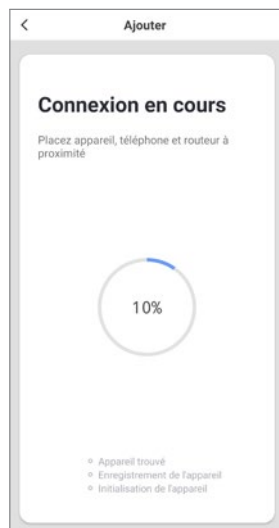 Ajouter
Connexion en cours
Placez appareil, téléphone et routeur à
proximité
10%
Appareil trouvé
Enregistrement de l'appareil
Initialisation de l'appareil